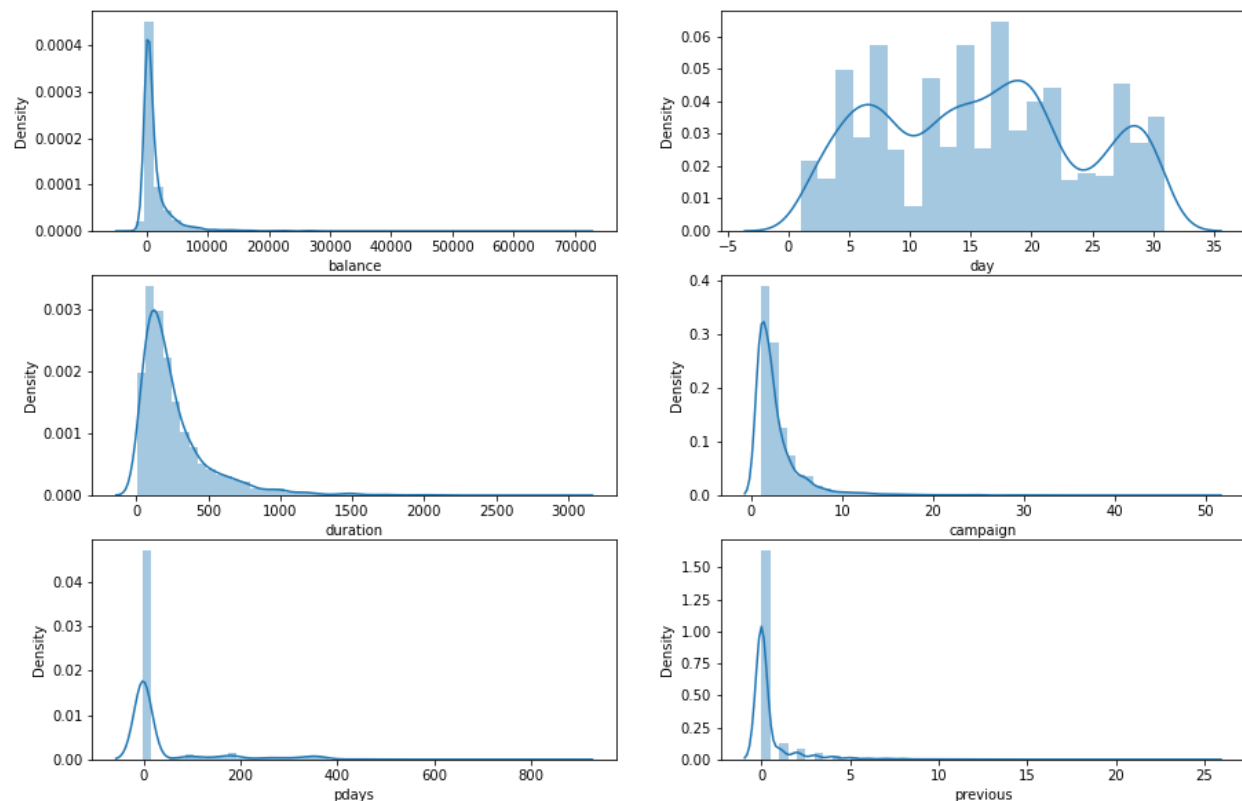 0.0004
0.0003
0.0002
0.0001
0.0000
Density
0 10000 20000 30000 40000 50000 60000 70000
balance
0.06
0.05
0.04
0.03
0.02
0.01
0.00
Density
−5 0 5 10 15 20 25 30 35
day
0.003
0.002
0.001
0.000
Density
0 500 1000 1500 2000 2500 3000
duration
0.4
0.3
0.2
0.1
0.0
Density
0 10 20 30 40 50
campaign
0.04
0.03
0.02
0.01
0.00
Density
0 200 400 600 800
pdays
1.50
1.25
1.00
0.75
0.50
0.25
0.00
Density
0 5 10 15 20 25
previous